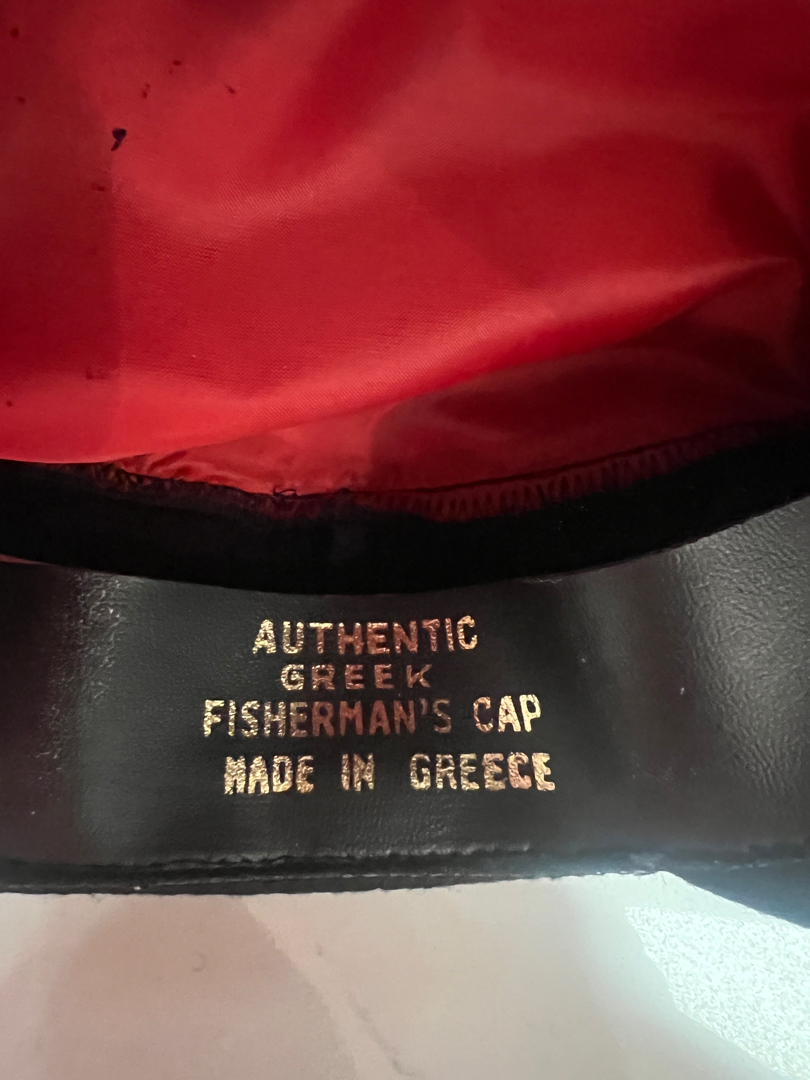 AUTHENTIC
GREEK
FISHERMAN'S CAP
MADE IN GREECE